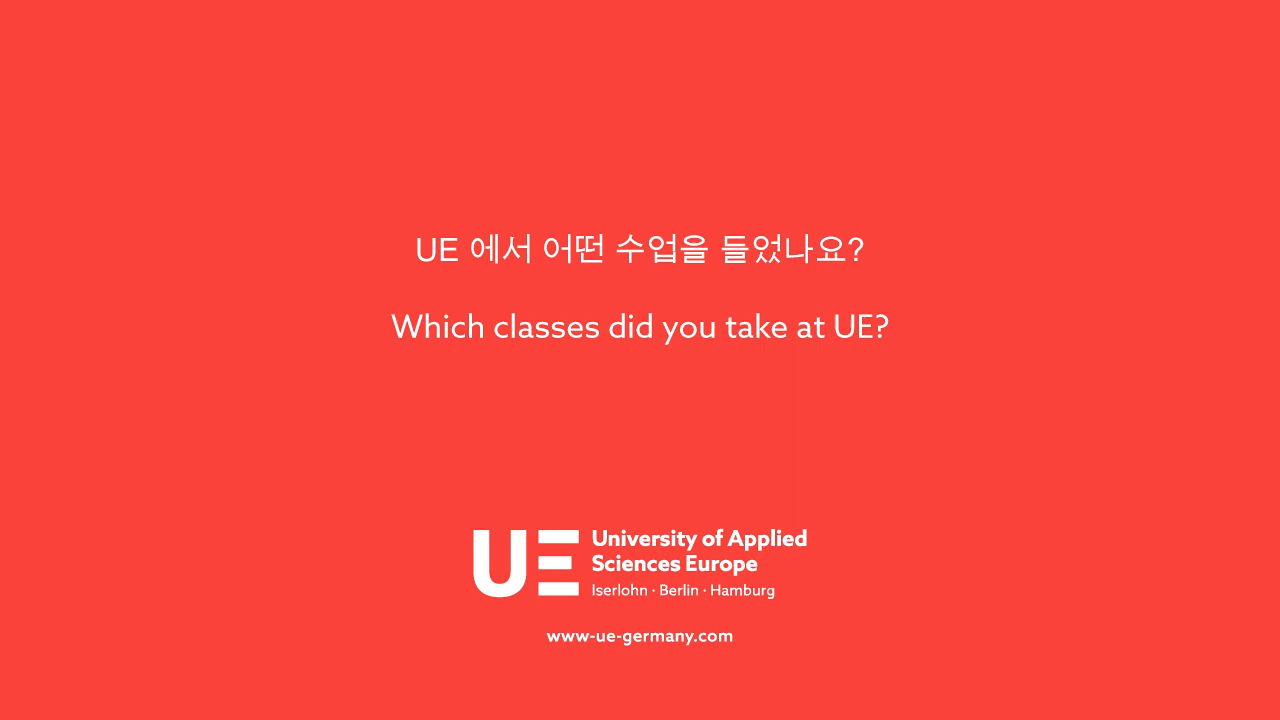 UE 에서 어떤 수업을 들었나요?
Which classes did you take at UE?
UE
University of Applied
Sciences Europe
Iserlohn · Berlin · Hamburg
www-ue-germany.com